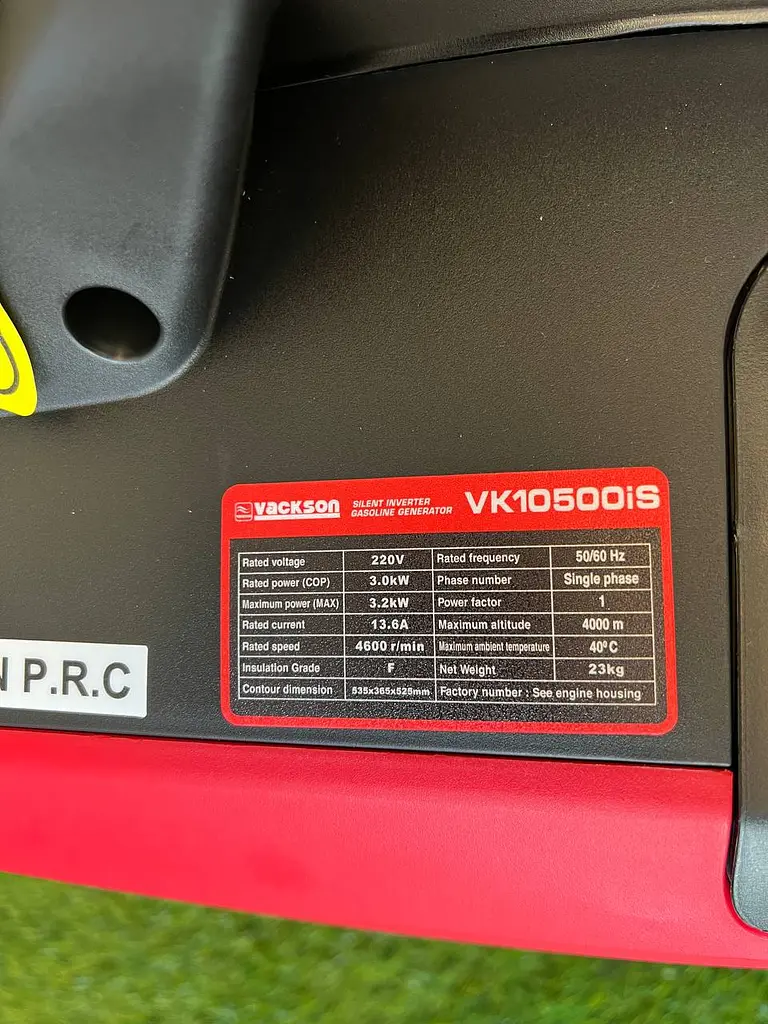 VACKSON SILENT INVERTER GASOLINE GENERATOR VK10500iS
Rated voltage 220V Rated frequency 50/60 Hz
Rated power (COP) 3.0kW Phase number Single phase
Maximum power (MAX) 3.2kW Power factor 1
Rated current 13.6A Maximum altitude 4000 m
Rated speed 4600 r/min Maximum ambient temperature 40°C
Insulation Grade F Net Weight 23kg
Contour dimension 535x365x525mm Factory number : See engine housing
P.R.C